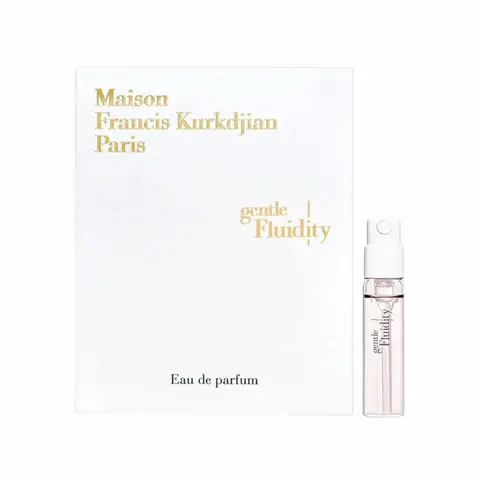 Maison
Francis Kurkdjian
Paris
gentle
Fluidity
Eau de parfum
gentle
Fluidity